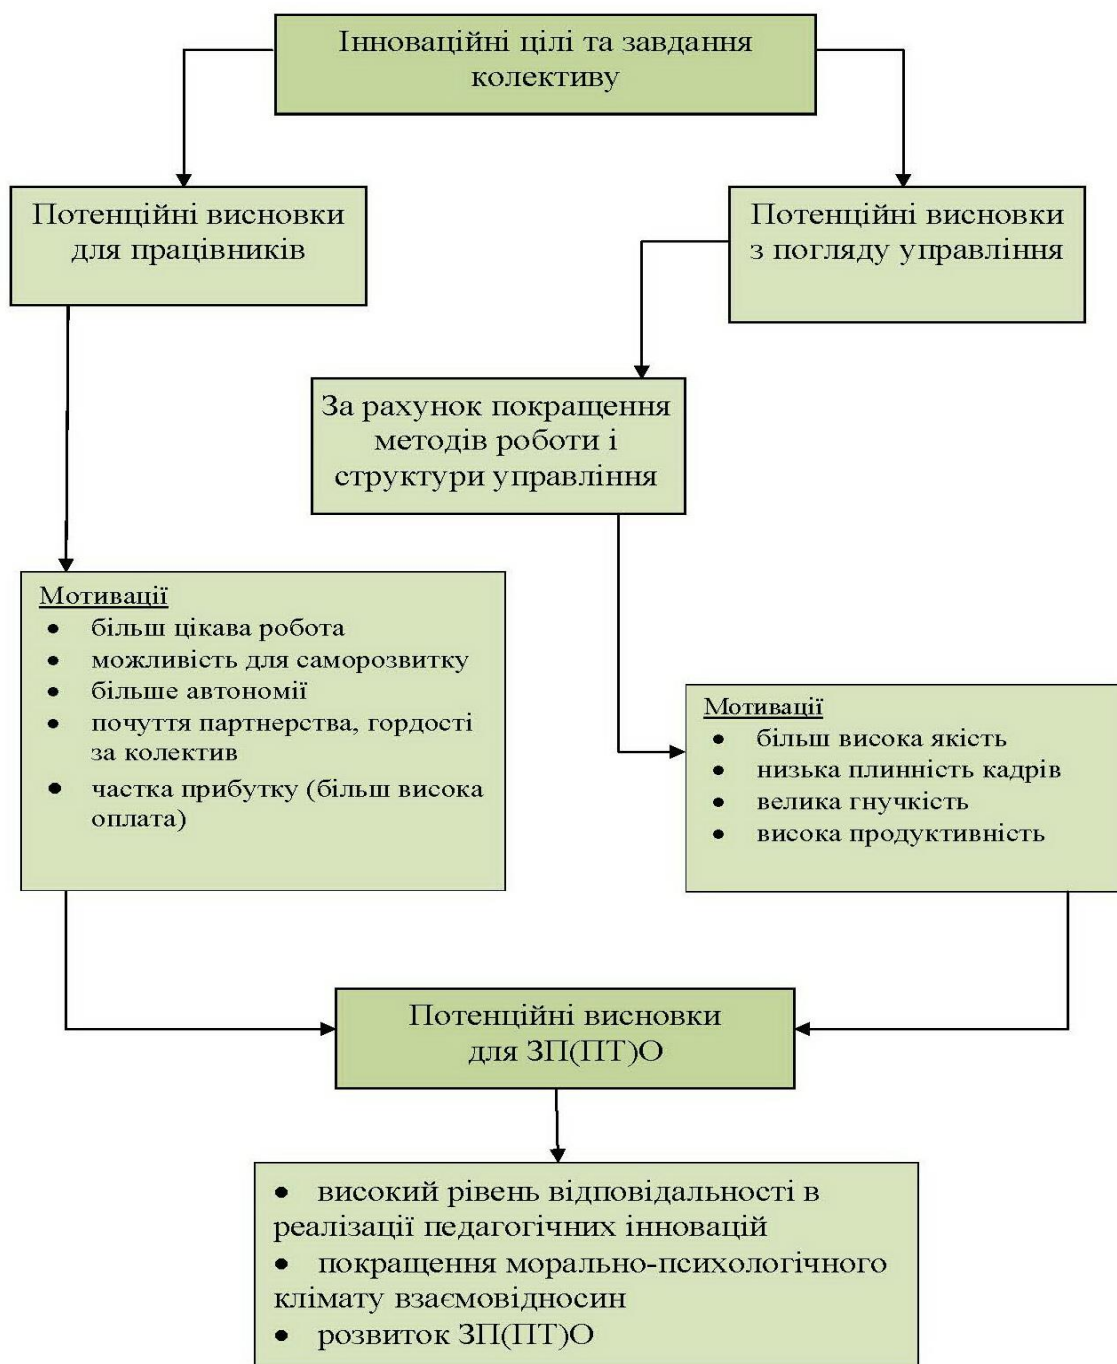 Інноваційні цілі та завдання
колективу
Потенційні висновки
для працівників
Потенційні висновки
з погляду управління
За рахунок покращення
методів роботи і
структури управління
Мотивації
• більш цікава робота
• можливість для саморозвитку
• більше автономії
• почуття партнерства, гордості
за колектив
• частка прибутку (більш висока
оплата)
Мотивації
• більш висока якість
• низька плинність кадрів
• велика гнучкість
• висока продуктивність
Потенційні висновки
для ЗП(ПТ)О
• високий рівень відповідальності в
реалізації педагогічних інновацій
• покращення морально-психологічного
клімату взаємовідносин
• розвиток ЗП(ПТ)О